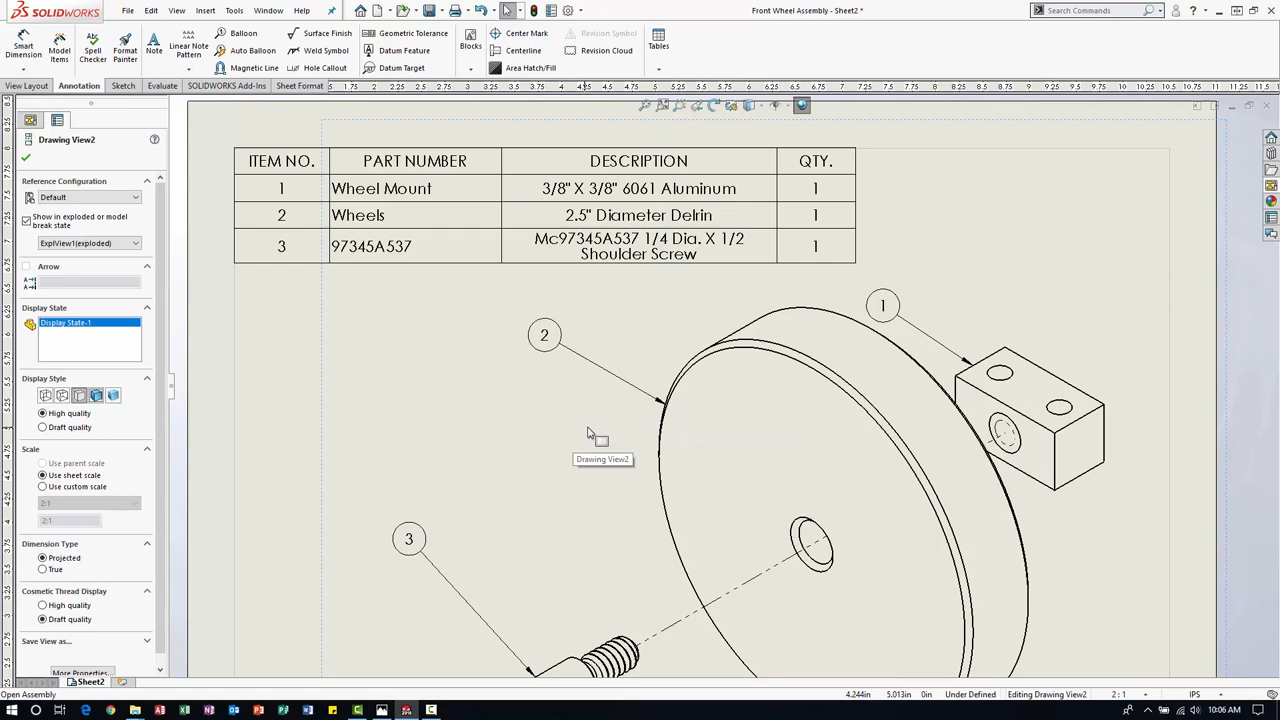 SOLIDWORKS
File Edit View Insert Tools Window Help
Front Wheel Assembly - Sheet2 *
Search Commands
Smart Dimension
Model Items
Spell Checker
Format Painter
Note
Linear Note Pattern
Balloon
Auto Balloon
Magnetic Line
Surface Finish
Weld Symbol
Hole Callout
Geometric Tolerance
Datum Feature
Datum Target
Blocks
Center Mark
Centerline
Area Hatch/Fill
Revision Symbol
Revision Cloud
Tables
View Layout Annotation Sketch Evaluate SOLIDWORKS Add-Ins Sheet Format
Drawing View2
Reference Configuration
Default
Show in exploded or model break state
ExplView1(exploded)
Arrow
Display State
Display State-1
Display Style
High quality
Draft quality
Scale
Use parent scale
Use sheet scale
Use custom scale
2:1
2:1
Dimension Type
Projected
True
Cosmetic Thread Display
High quality
Draft quality
Save View as...
More Properties...
ITEM NO. PART NUMBER DESCRIPTION QTY.
1 Wheel Mount 3/8" X 3/8" 6061 Aluminum 1
2 Wheels 2.5" Diameter Delrin 1
3 97345A537 Mc97345A537 1/4 Dia. X 1/2 Shoulder Screw 1
1
2
Drawing View2
3
Sheet2
Open Assembly
4.244in 5.013in 0in Under Defined Editing Drawing View2 2 : 1 IPS
10:06 AM